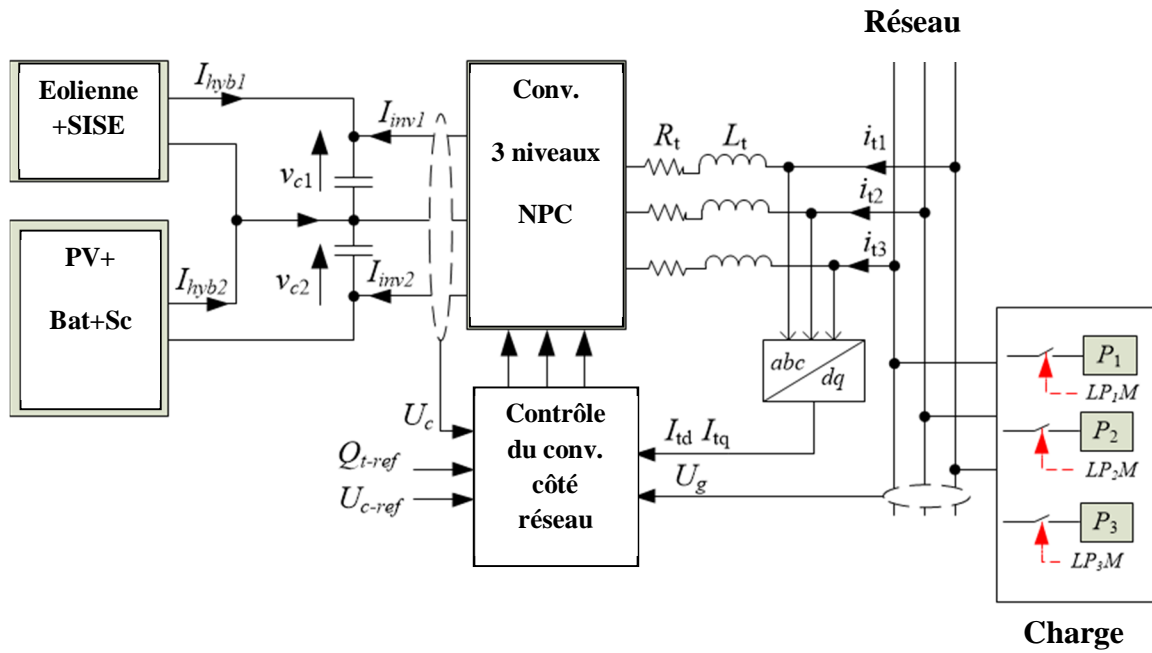 Réseau
Eolienne
+SISE
I_hyb1
I_inv1
v_c1
Conv.
3 niveaux
NPC
R_t
L_t
i_t1
i_t2
i_t3
PV+
Bat+Sc
I_hyb2
v_c2
I_inv2
abc
dq
P_1
LP_1M
P_2
LP_2M
P_3
LP_3M
U_c
Q_t-ref
U_c-ref
Contrôle
du conv.
côté
réseau
I_td I_tq
U_g
Charge